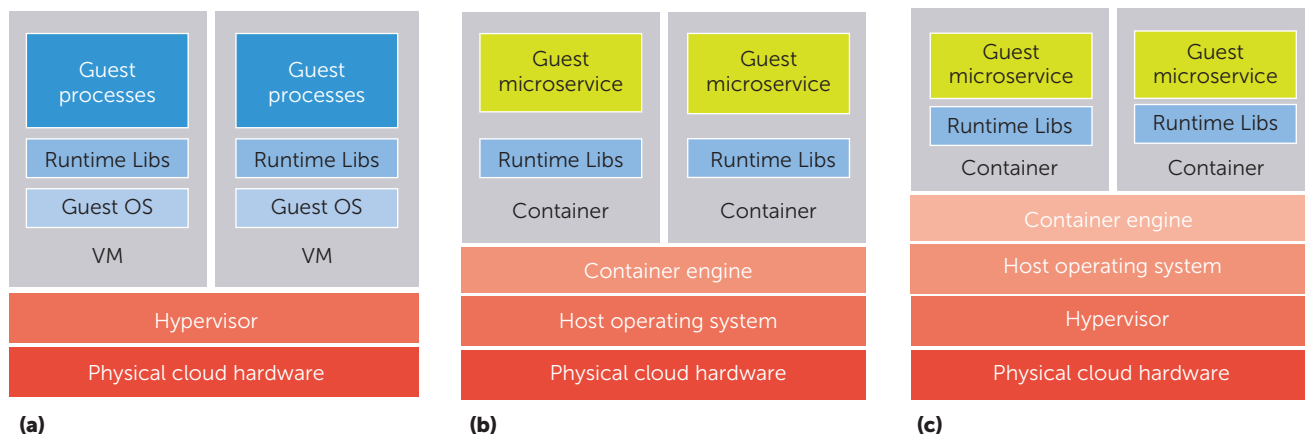 Guest
processes
Runtime Libs
Guest OS
VM
Guest
processes
Runtime Libs
Guest OS
VM
Hypervisor
Physical cloud hardware
(a)
Guest
microservice
Runtime Libs
Container
Guest
microservice
Runtime Libs
Container
Container engine
Host operating system
Physical cloud hardware
(b)
Guest
microservice
Runtime Libs
Container
Guest
microservice
Runtime Libs
Container
Container engine
Host operating system
Hypervisor
Physical cloud hardware
(c)